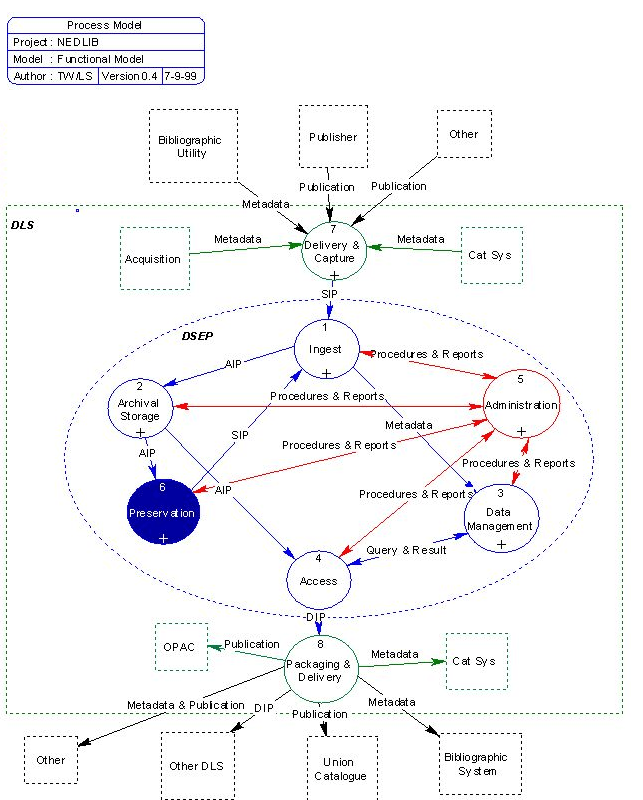 Process Model
Project : NEDLIB
Model : Functional Model
Author : TW/LS Version 0.4 7-9-99
Bibliographic
Utility
Publisher
Other
Publication
Publication
Metadata
DLS
7
Delivery &
Capture
+
Acquisition
Metadata
Metadata
Cat Sys
SIP
DSEP
1
Ingest
+
Procedures & Reports
AIP
2
Archival
Storage
+
Procedures & Reports
5
Administration
+
Metadata
SIP
Procedures & Reports
AIP
Procedures & Reports
6
Preservation
+
AIP
Procedures & Reports
3
Data
Management
+
Query & Result
4
Access
DIP
8
Packaging &
Delivery
OPAC
Publication
Metadata
Cat Sys
Metadata & Publication
DIP
Publication
Metadata
Other
Other DLS
Union
Catalogue
Bibliographic
System